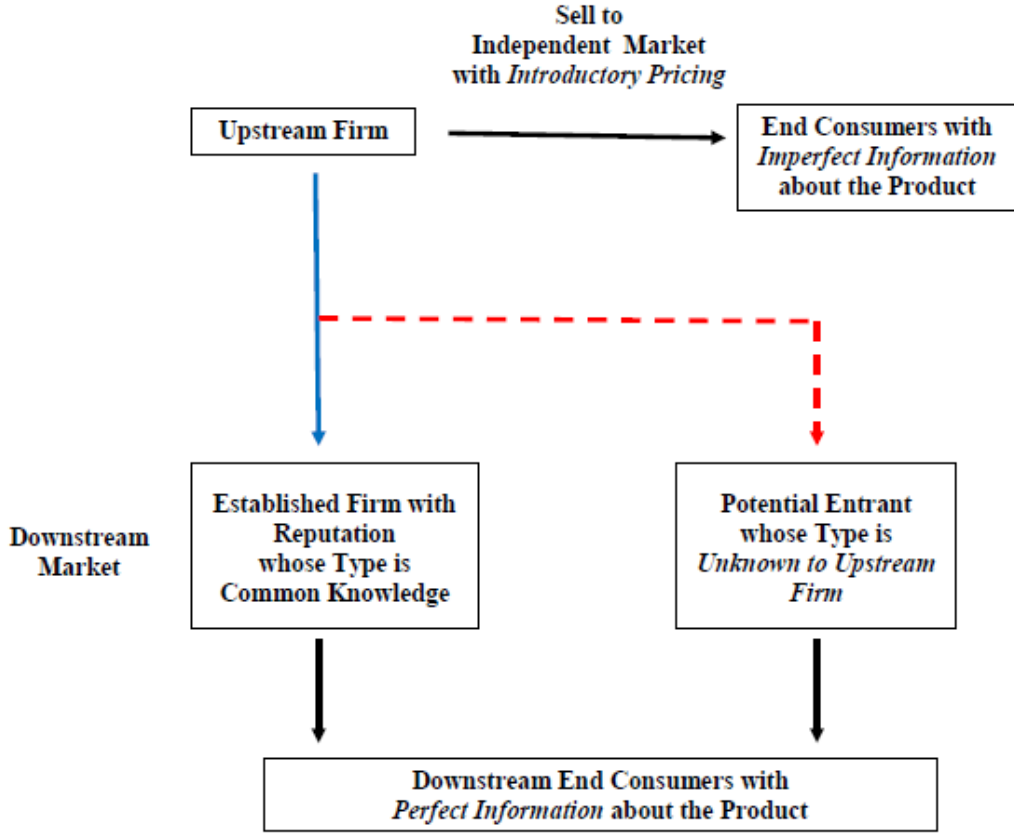 Sell to
Independent Market
with Introductory Pricing
Upstream Firm
End Consumers with
Imperfect Information
about the Product
Downstream
Market
Established Firm with
Reputation
whose Type is
Common Knowledge
Potential Entrant
whose Type is
Unknown to Upstream
Firm
Downstream End Consumers with
Perfect Information about the Product